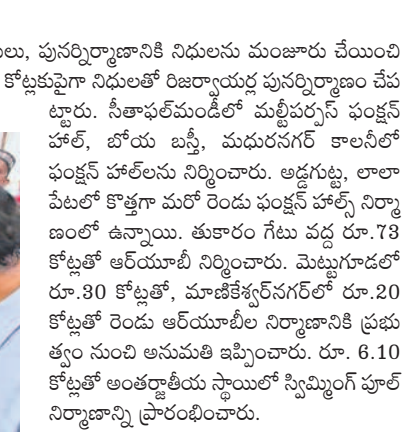 లు, పునర్నిర్మాణానికి నిధులను మంజూరు చేయించి
కోట్లకుపైగా నిధులతో రిజర్వాయర్ల పునర్నిర్మాణం చేప
ట్టారు. సీతాఫల్‌మండీలో మల్టీపర్పస్ ఫంక్షన్
హాల్, బోయ బస్తీ, మధురనగర్ కాలనీలో
ఫంక్షన్ హాల్‌లను నిర్మించారు. అడ్డగుట్ట, లాలా
పేటలో కొత్తగా మరో రెండు ఫంక్షన్ హాల్స్ నిర్మా
ణంలో ఉన్నాయి. తుకారం గేటు వద్ద రూ.73
కోట్లతో ఆర్‌యూబీ నిర్మించారు. మెట్టుగూడలో
రూ.30 కోట్లతో, మాణికేశ్వర్‌నగర్‌లో రూ.20
కోట్లతో రెండు ఆర్‌యూబీల నిర్మాణానికి ప్రభు
త్వం నుంచి అనుమతి ఇప్పించారు. రూ. 6.10
కోట్లతో అంతర్జాతీయ స్థాయిలో స్విమ్మింగ్ పూల్
నిర్మాణాన్ని ప్రారంభించారు.